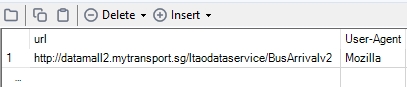 Delete Insert
url User-Agent
1 http://datamall2.mytransport.sg/ltaodataservice/BusArrivalv2 Mozilla
...